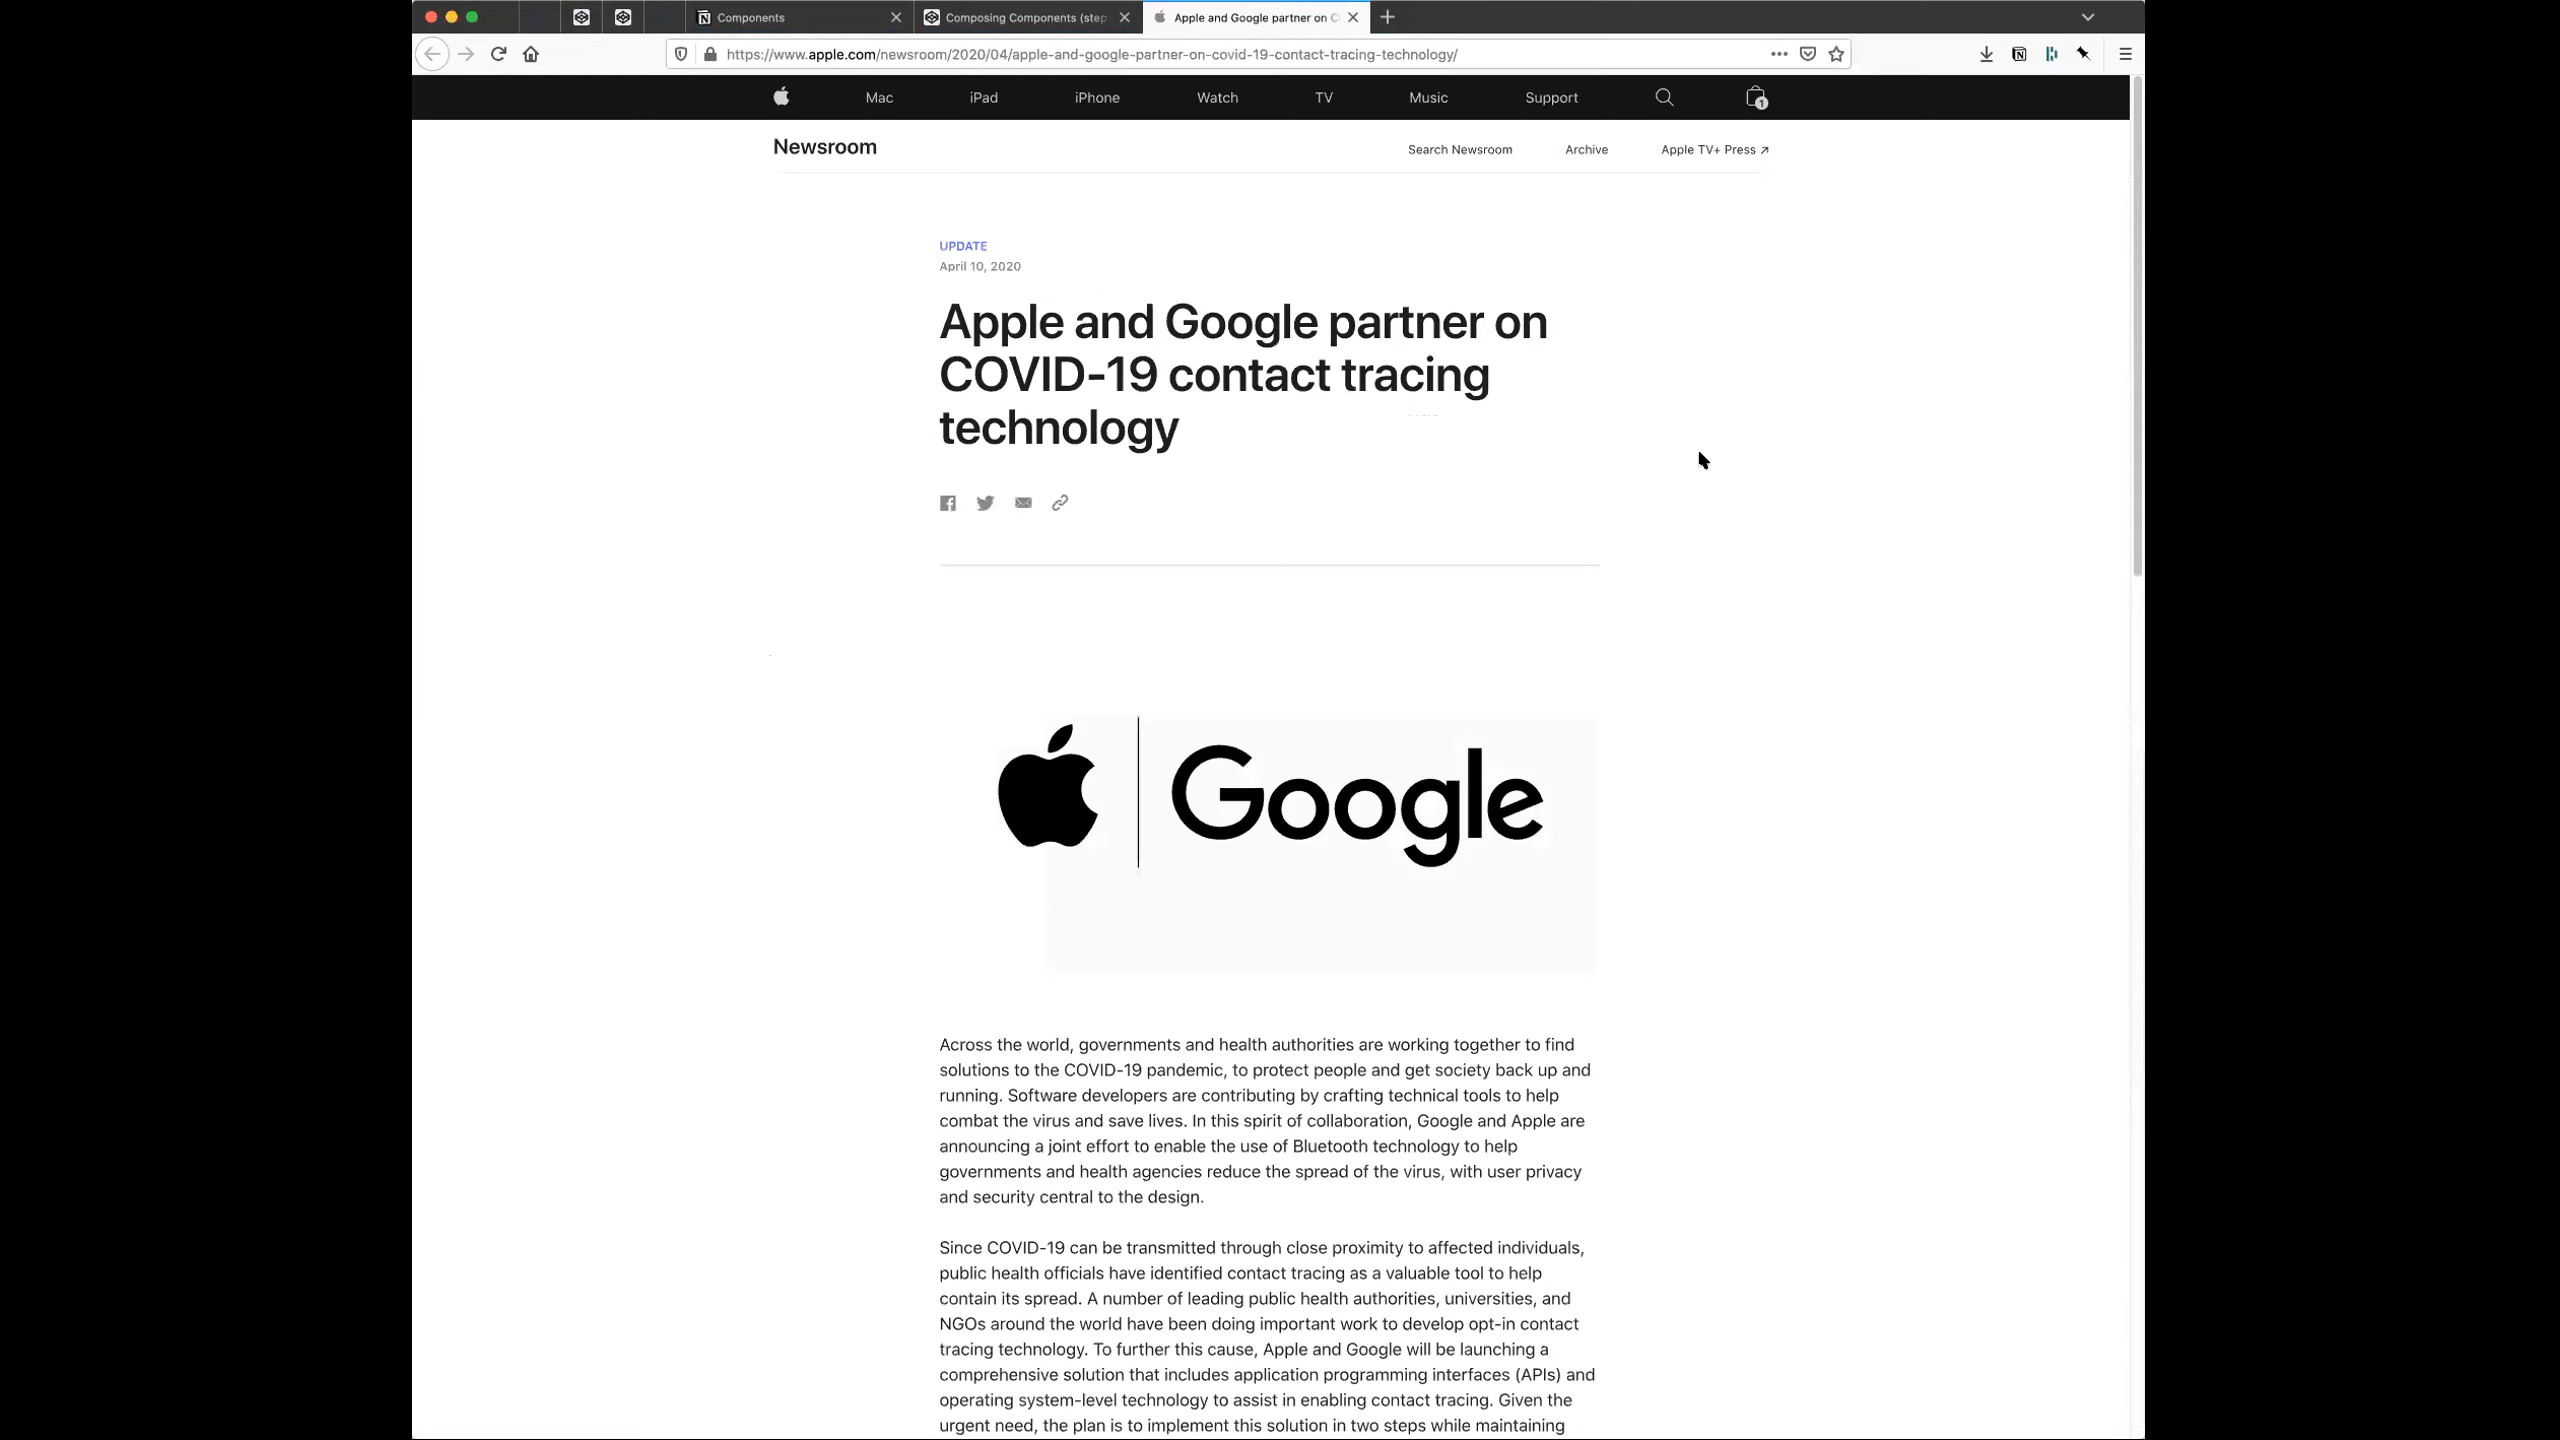 Components
Composing Components (step
Apple and Google partner on C
https://www.apple.com/newsroom/2020/04/apple-and-google-partner-on-covid-19-contact-tracing-technology/
Mac iPad iPhone Watch TV Music Support 1
Newsroom Search Newsroom Archive Apple TV+ Press
UPDATE
April 10, 2020
Apple and Google partner on
COVID-19 contact tracing
technology
Google
Across the world, governments and health authorities are working together to find
solutions to the COVID-19 pandemic, to protect people and get society back up and
running. Software developers are contributing by crafting technical tools to help
combat the virus and save lives. In this spirit of collaboration, Google and Apple are
announcing a joint effort to enable the use of Bluetooth technology to help
governments and health agencies reduce the spread of the virus, with user privacy
and security central to the design.
Since COVID-19 can be transmitted through close proximity to affected individuals,
public health officials have identified contact tracing as a valuable tool to help
contain its spread. A number of leading public health authorities, universities, and
NGOs around the world have been doing important work to develop opt-in contact
tracing technology. To further this cause, Apple and Google will be launching a
comprehensive solution that includes application programming interfaces (APIs) and
operating system-level technology to assist in enabling contact tracing. Given the
urgent need, the plan is to implement this solution in two steps while maintaining